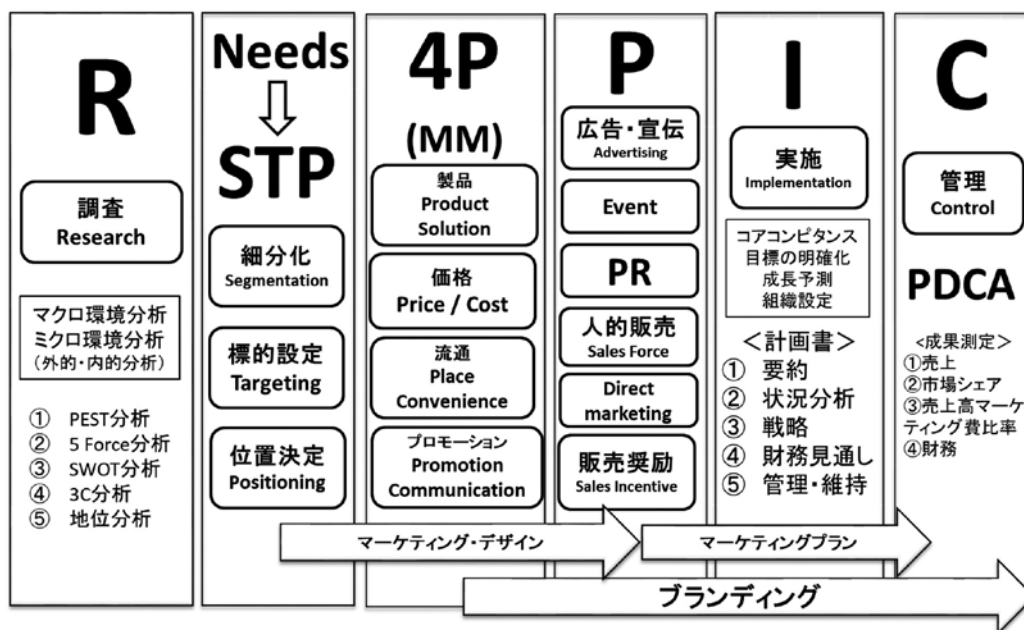 R
調査
Research
マクロ環境分析
ミクロ環境分析
（外的・内的分析）
① PEST分析
② 5 Force分析
③ SWOT分析
④ 3C分析
⑤ 地位分析
Needs
STP
細分化
Segmentation
標的設定
Targeting
位置決定
Positioning
4P
(MM)
製品
Product
Solution
価格
Price / Cost
流通
Place
Convenience
プロモーション
Promotion
Communication
P
広告・宣伝
Advertising
Event
PR
人的販売
Sales Force
Direct
marketing
販売奨励
Sales Incentive
I
実施
Implementation
コアコンピタンス
目標の明確化
成長予測
組織設定
＜計画書＞
① 要約
② 状況分析
③ 戦略
④ 財務見通し
⑤ 管理・維持
C
管理
Control
PDCA
<成果測定>
①売上
②市場シェア
③売上高マーケ
ティング費比率
④財務
マーケティング・デザイン
マーケティングプラン
ブランディング